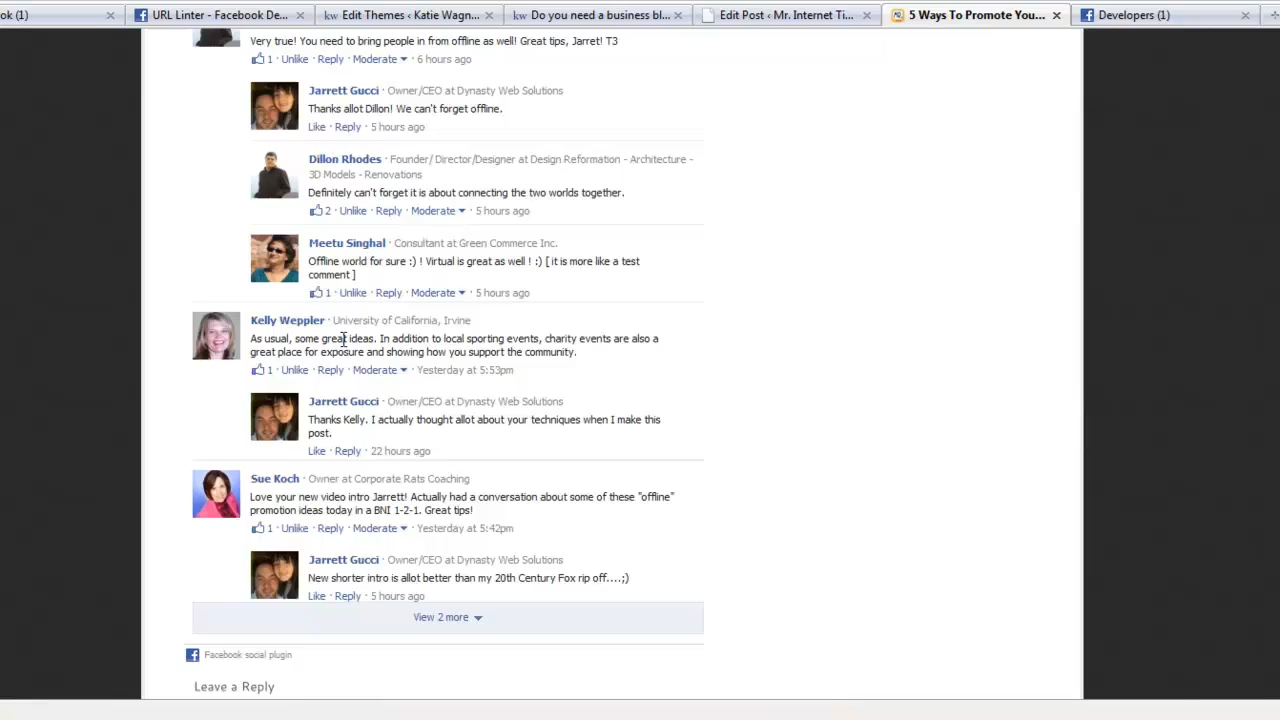 ok (1)
URL Linter - Facebook De...
Edit Themes ‹ Katie Wagn...
Do you need a business bl...
Edit Post ‹ Mr. Internet Ti...
5 Ways To Promote You...
Developers (1)
Very true! You need to bring people in from offline as well! Great tips, Jarret! T3
1 · Unlike · Reply · Moderate · 6 hours ago
Jarrett Gucci · Owner/CEO at Dynasty Web Solutions
Thanks allot Dillon! We can't forget offline.
Like · Reply · 5 hours ago
Dillon Rhodes · Founder/ Director/Designer at Design Reformation - Architecture -
3D Models - Renovations
Definitely can't forget it is about connecting the two worlds together.
2 · Unlike · Reply · Moderate · 5 hours ago
Meetu Singhal · Consultant at Green Commerce Inc.
Offline world for sure :) ! Virtual is great as well ! :) [ it is more like a test
comment ]
1 · Unlike · Reply · Moderate · 5 hours ago
Kelly Weppler · University of California, Irvine
As usual, some great ideas. In addition to local sporting events, charity events are also a
great place for exposure and showing how you support the community.
1 · Unlike · Reply · Moderate · Yesterday at 5:53pm
Jarrett Gucci · Owner/CEO at Dynasty Web Solutions
Thanks Kelly. I actually thought allot about your techniques when I make this
post.
Like · Reply · 22 hours ago
Sue Koch · Owner at Corporate Rats Coaching
Love your new video intro Jarrett! Actually had a conversation about some of these "offline"
promotion ideas today in a BNI 1-2-1. Great tips!
1 · Unlike · Reply · Moderate · Yesterday at 5:42pm
Jarrett Gucci · Owner/CEO at Dynasty Web Solutions
New shorter intro is allot better than my 20th Century Fox rip off....;)
Like · Reply · 5 hours ago
View 2 more
Facebook social plugin
Leave a Reply